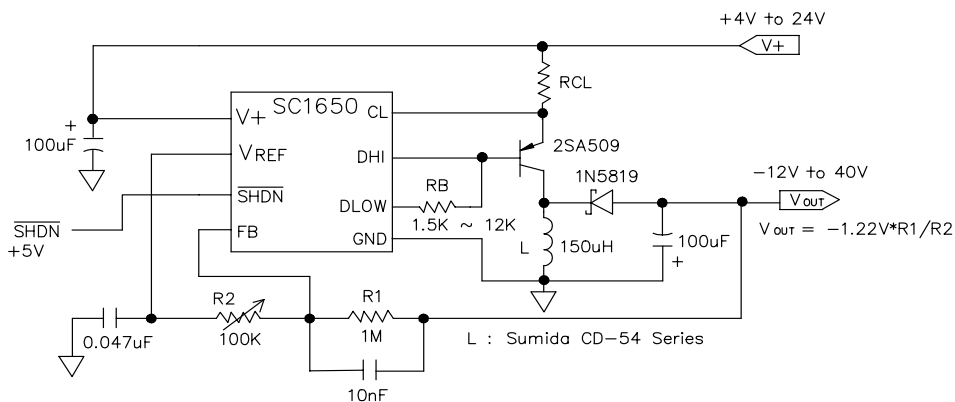 +4V to 24V
V+
RCL
SC1650
V+
CL
+
100uF
VREF
DHI
2SA509
1N5819
-12V to 40V
SHDN
RB
DLOW
1.5K ~ 12K
VOUT
SHDN
+5V
FB
GND
L
150uH
100uF
+
VOUT = -1.22V*R1/R2
R2
R1
0.047uF
100K
1M
L : Sumida CD-54 Series
10nF